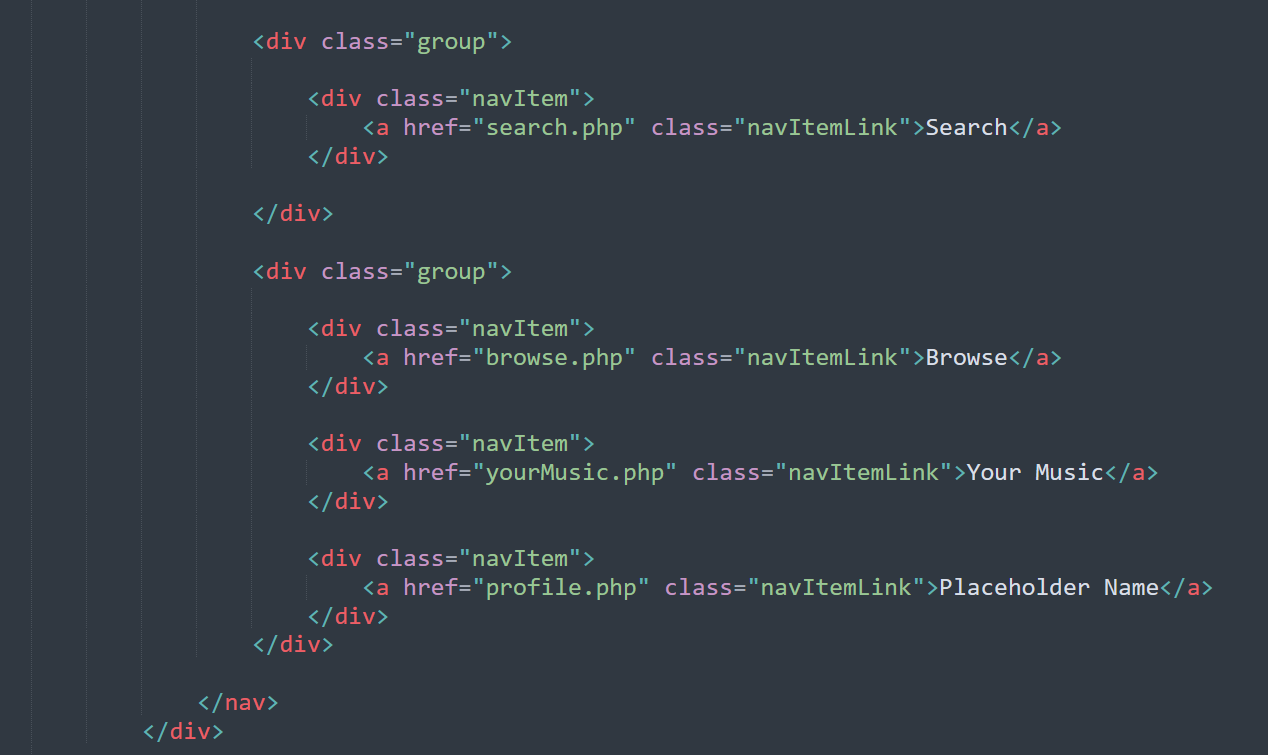 <div class="group">
<div class="navItem">
<a href="search.php" class="navItemLink">Search</a>
</div>
</div>
<div class="group">
<div class="navItem">
<a href="browse.php" class="navItemLink">Browse</a>
</div>
<div class="navItem">
<a href="yourMusic.php" class="navItemLink">Your Music</a>
</div>
<div class="navItem">
<a href="profile.php" class="navItemLink">Placeholder Name</a>
</div>
</div>
</nav>
</div>